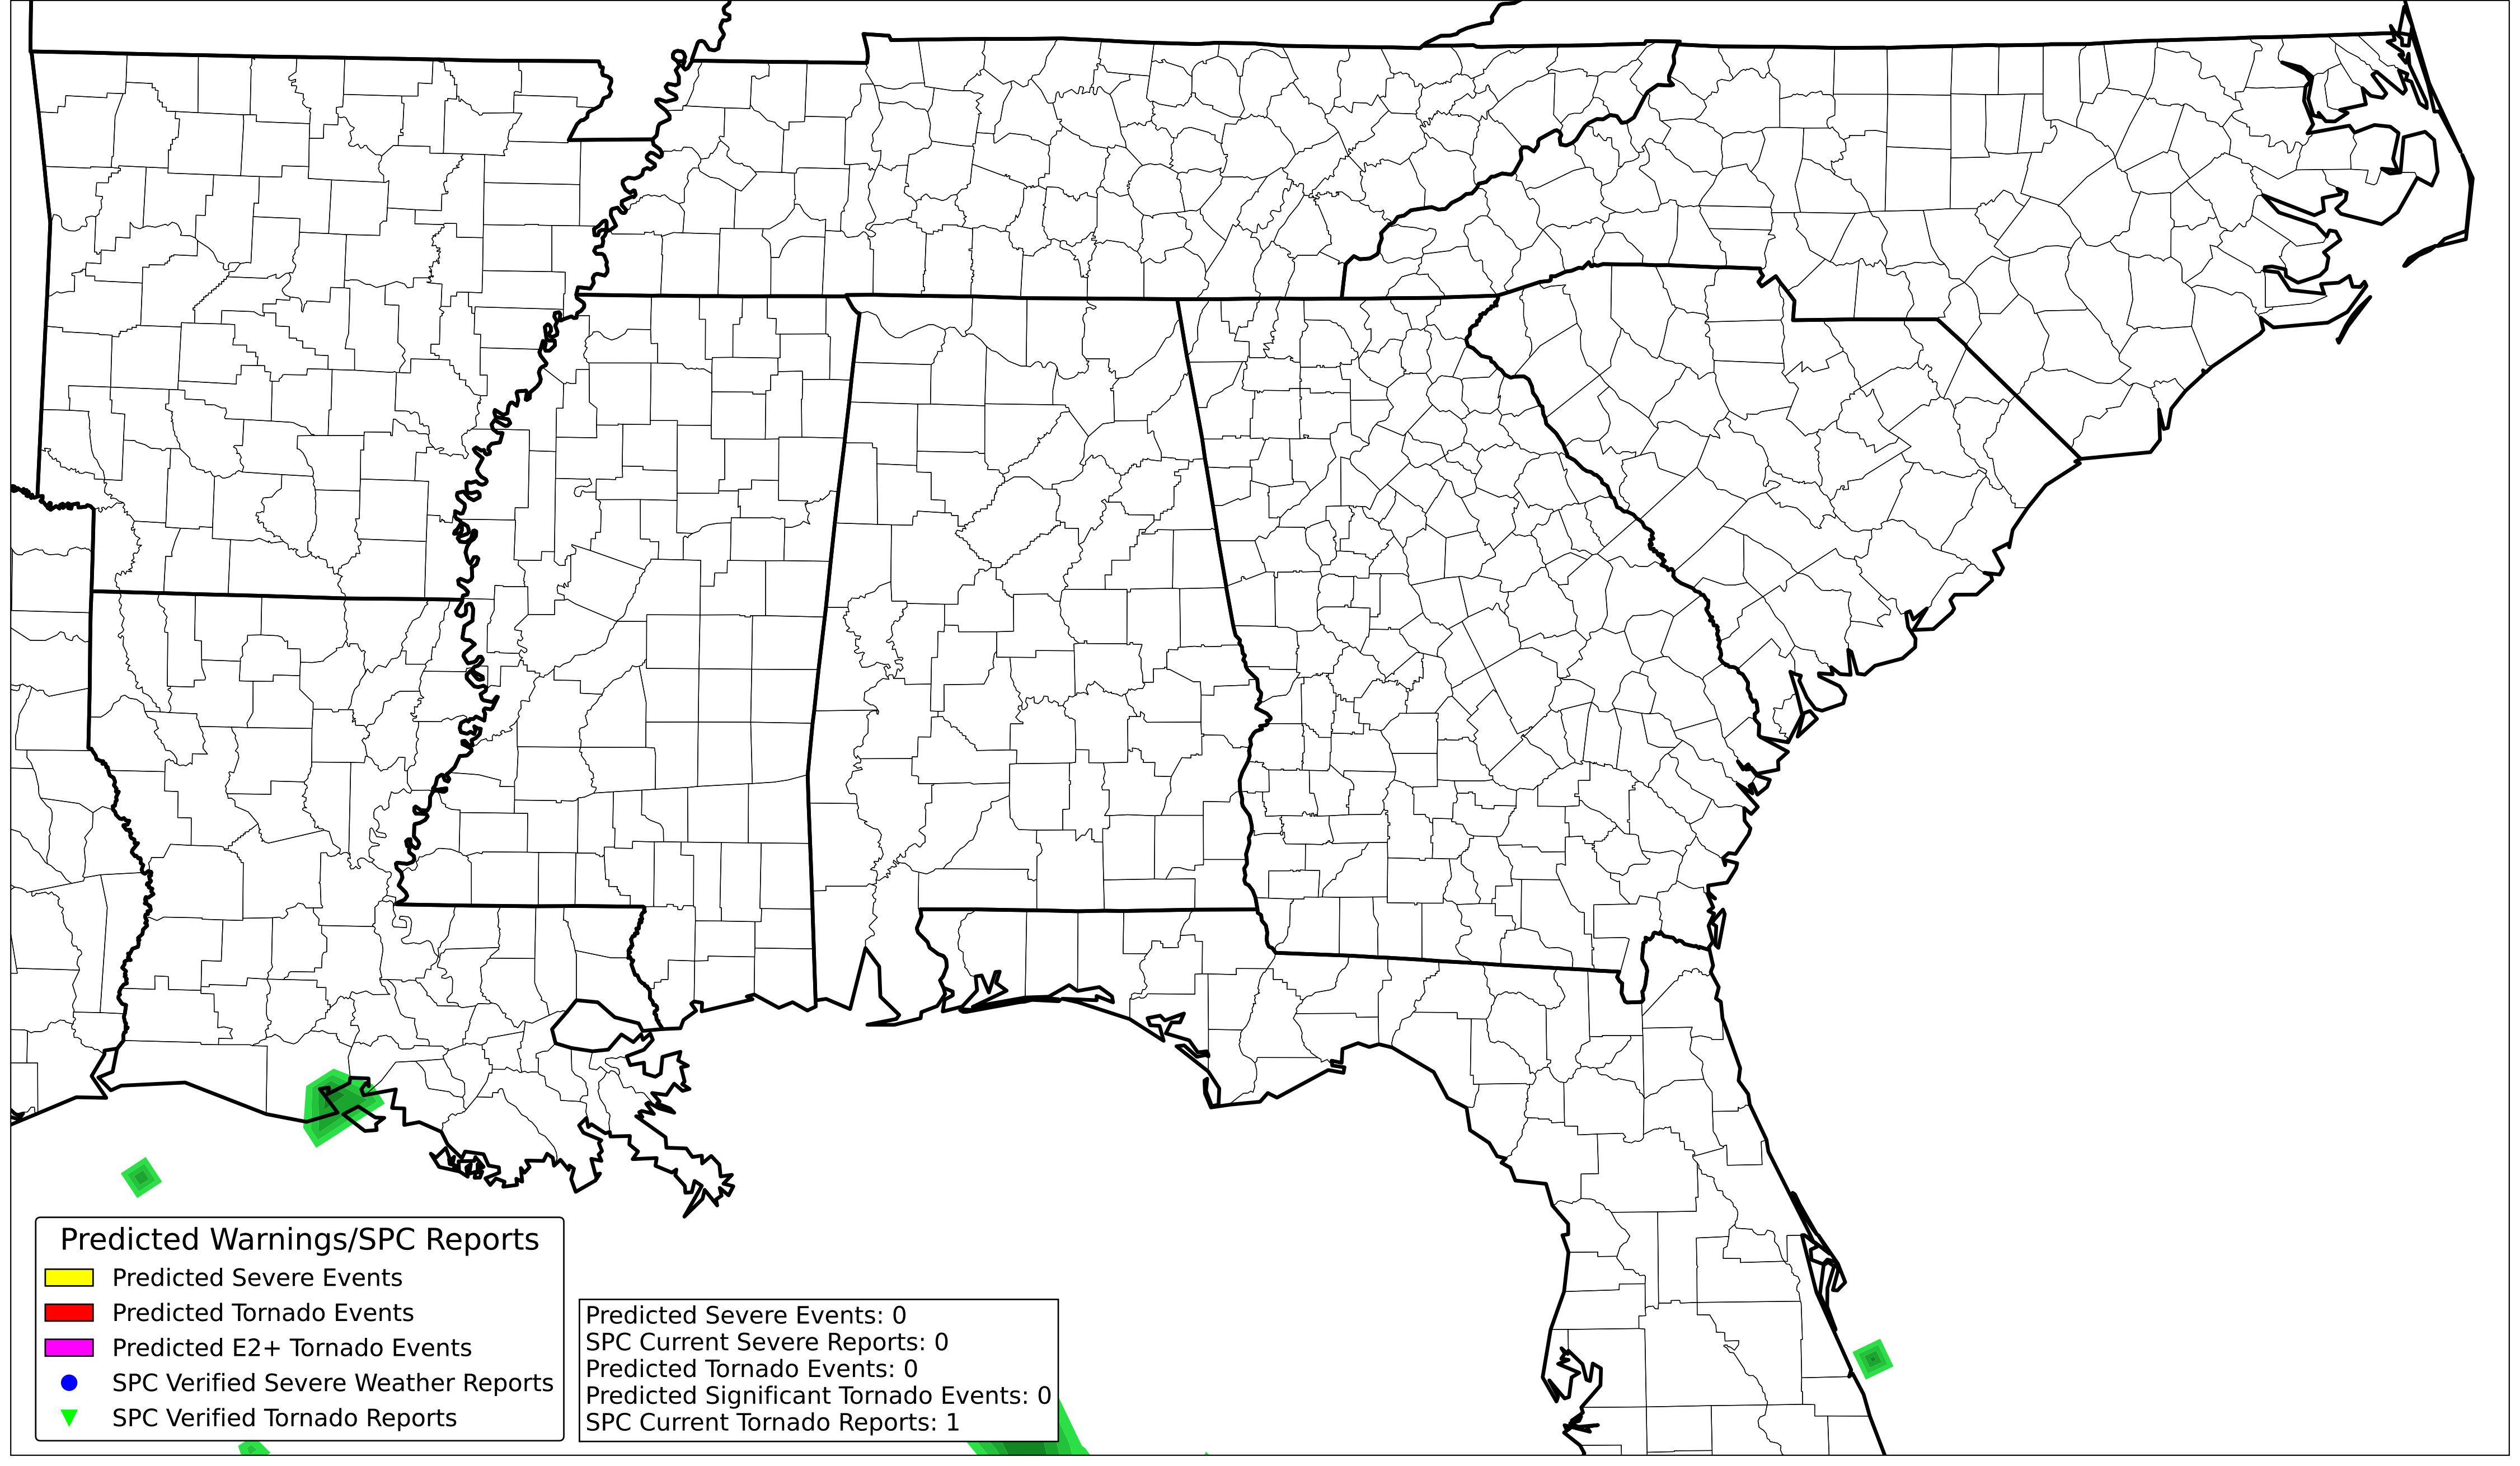 Predicted Warnings/SPC Reports
Predicted Severe Events
Predicted Tornado Events
Predicted E2+ Tornado Events
SPC Verified Severe Weather Reports
SPC Verified Tornado Reports
Predicted Severe Events: 0
SPC Current Severe Reports: 0
Predicted Tornado Events: 0
Predicted Significant Tornado Events: 0
SPC Current Tornado Reports: 1